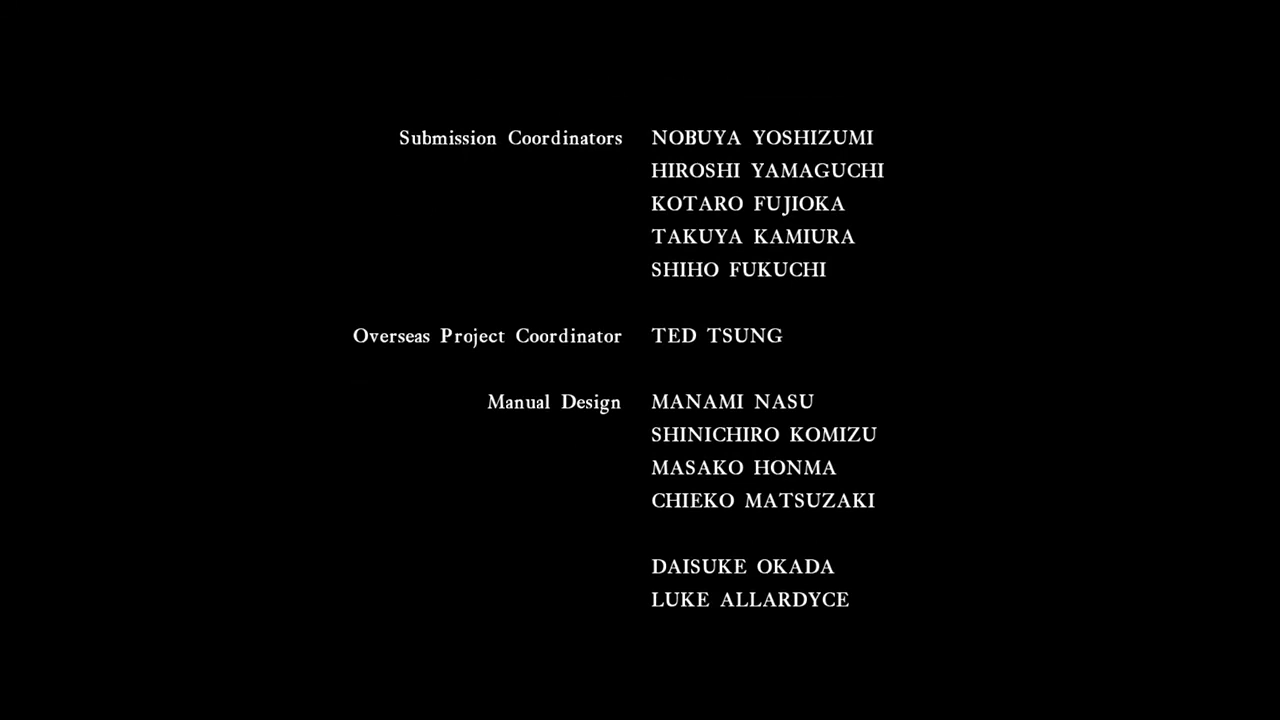 Submission Coordinators NOBUYA YOSHIZUMI
HIROSHI YAMAGUCHI
KOTARO FUJIOKA
TAKUYA KAMIURA
SHIHO FUKUCHI
Overseas Project Coordinator TED TSUNG
Manual Design MANAMI NASU
SHINICHIRO KOMIZU
MASAKO HONMA
CHIEKO MATSUZAKI
DAISUKE OKADA
LUKE ALLARDYCE